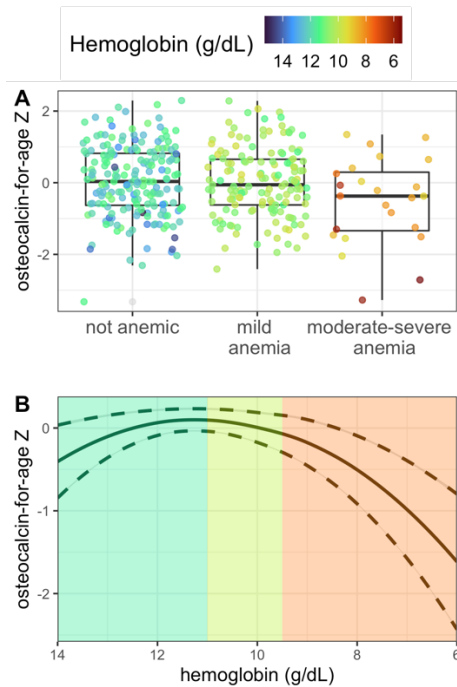 Hemoglobin (g/dL)
14 12 10 8 6
A
osteocalcin-for-age Z
2
0
-2
not anemic
mild
anemia
moderate-severe
anemia
B
osteocalcin-for-age Z
0
-1
-2
14 12 10 8 6
hemoglobin (g/dL)